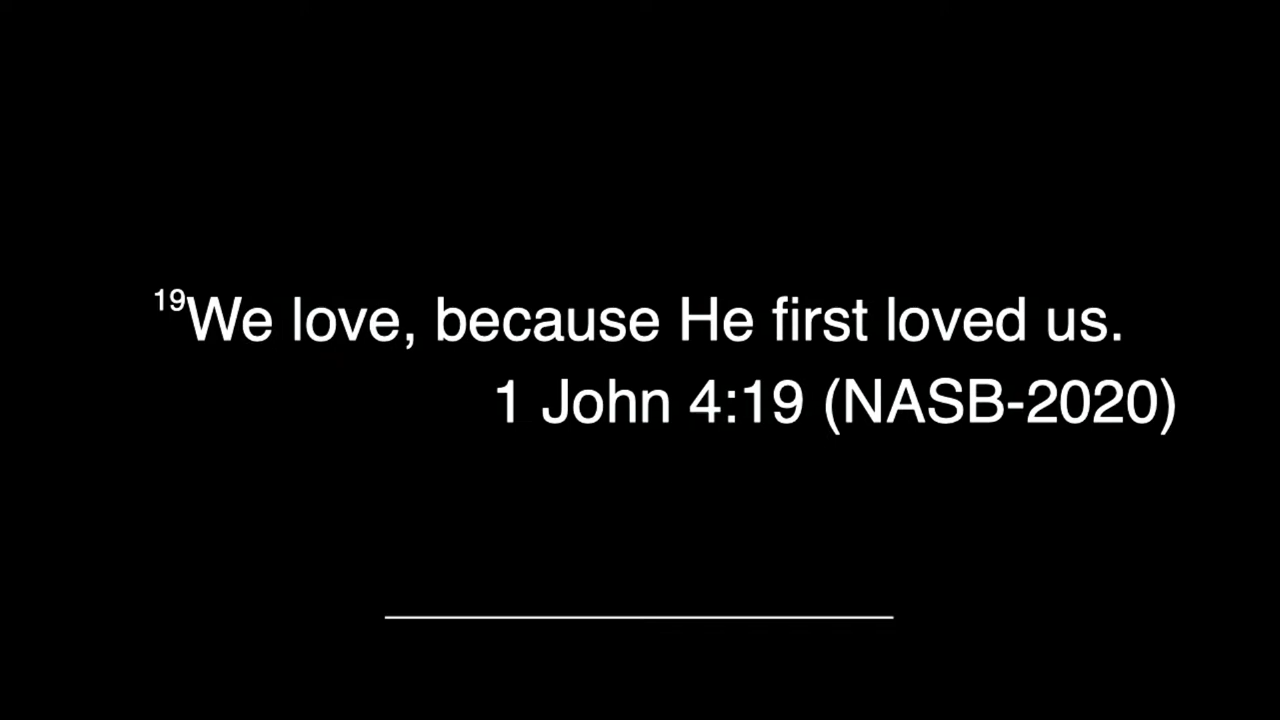 19We love, because He first loved us.
1 John 4:19 (NASB-2020)